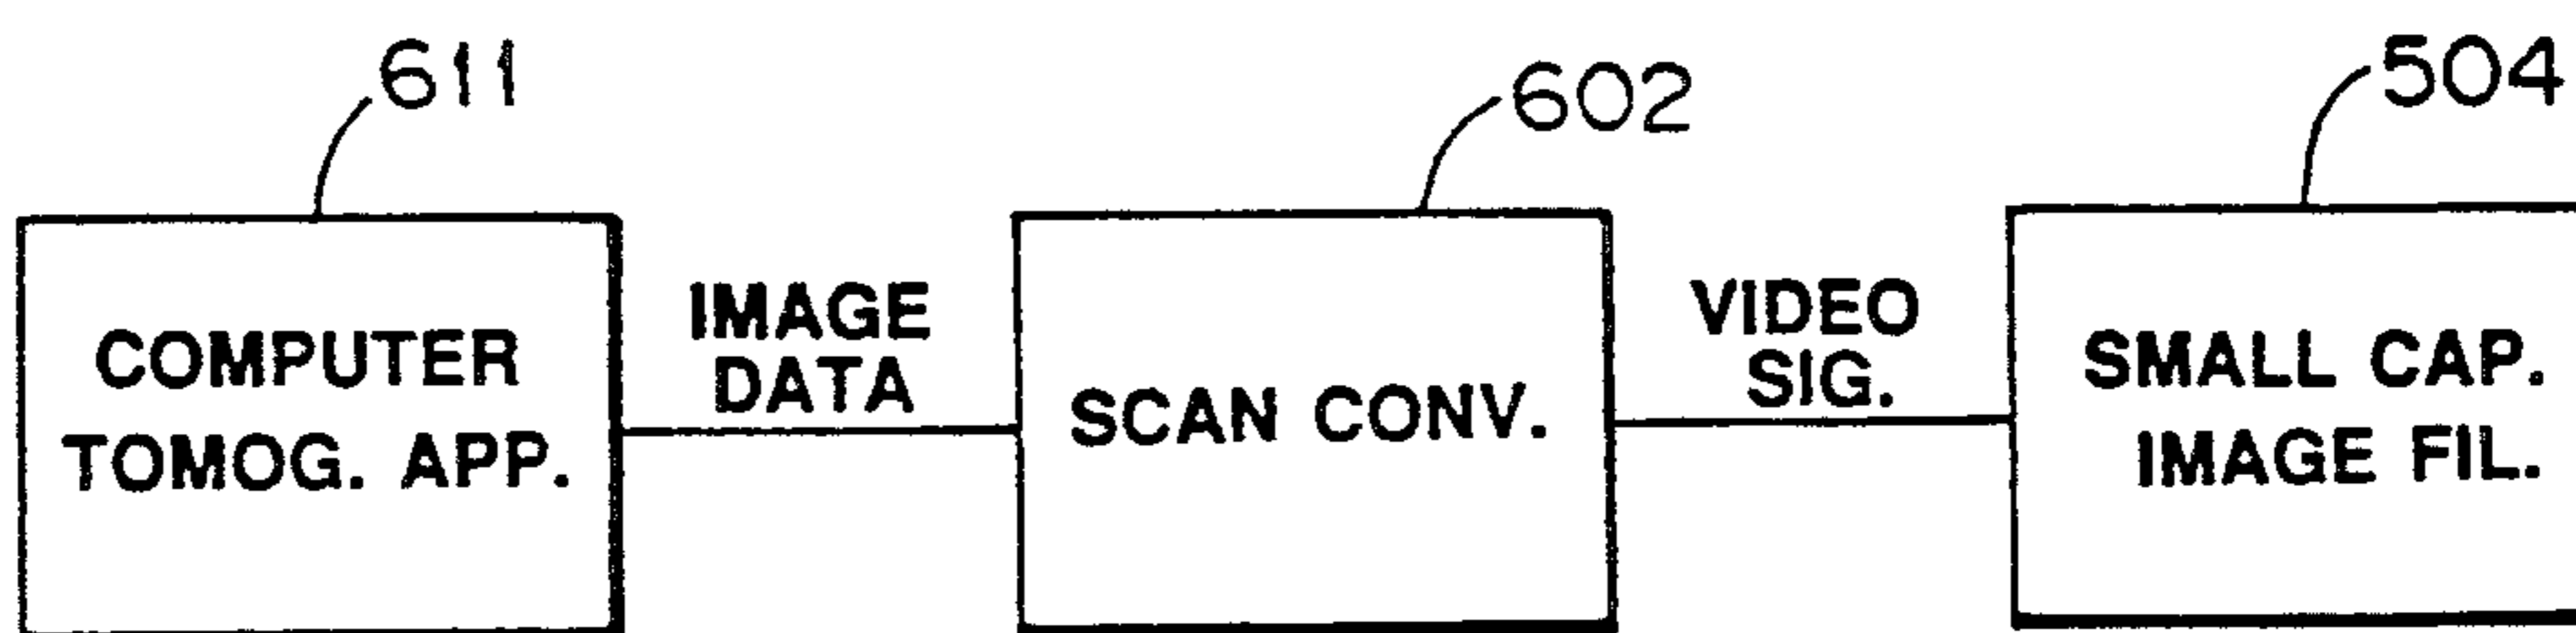 611
602
504
COMPUTER
TOMOG. APP.
IMAGE
DATA
SCAN CONV.
VIDEO
SIG.
SMALL CAP.
IMAGE FIL.